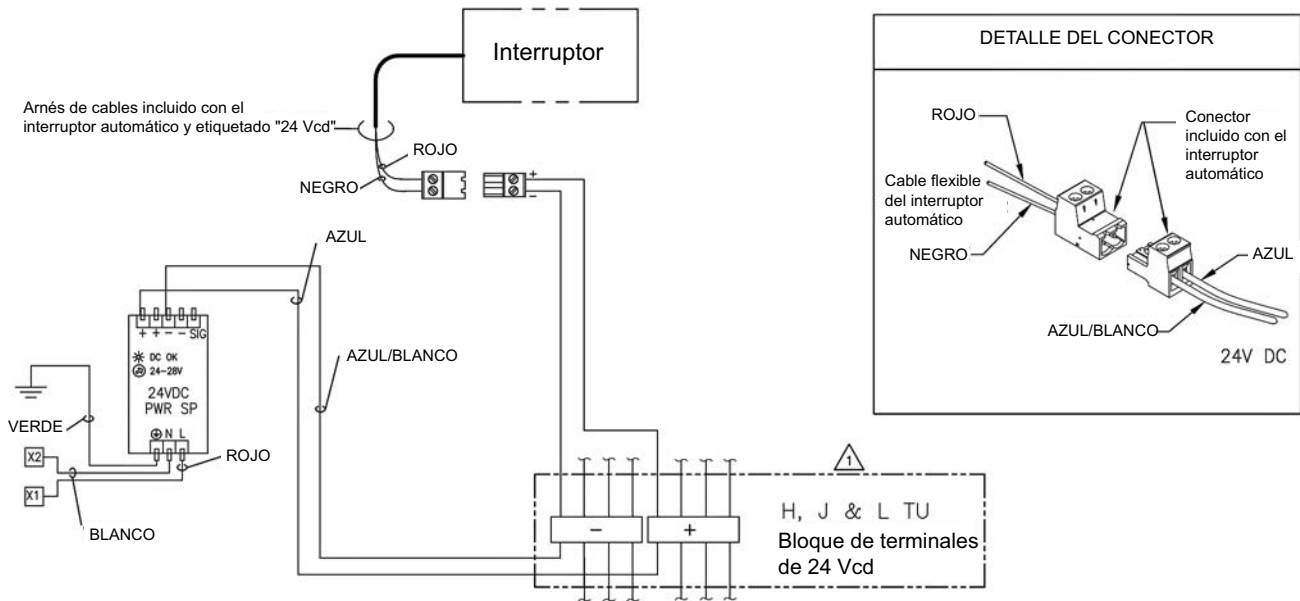 Interruptor
Arnés de cables incluido con el
interruptor automático y etiquetado "24 Vcd"
ROJO
NEGRO
+
−
AZUL
AZUL/BLANCO
+ + − − SIG
DC OK
24–28V
24VDC
PWR SP
N L
VERDE
ROJO
X2
X1
BLANCO
1
− +
H, J & L TU
Bloque de terminales
de 24 Vcd
DETALLE DEL CONECTOR
ROJO
Conector
incluido con el
interruptor
automático
Cable flexible
del interruptor
automático
NEGRO
AZUL
AZUL/BLANCO
24V DC